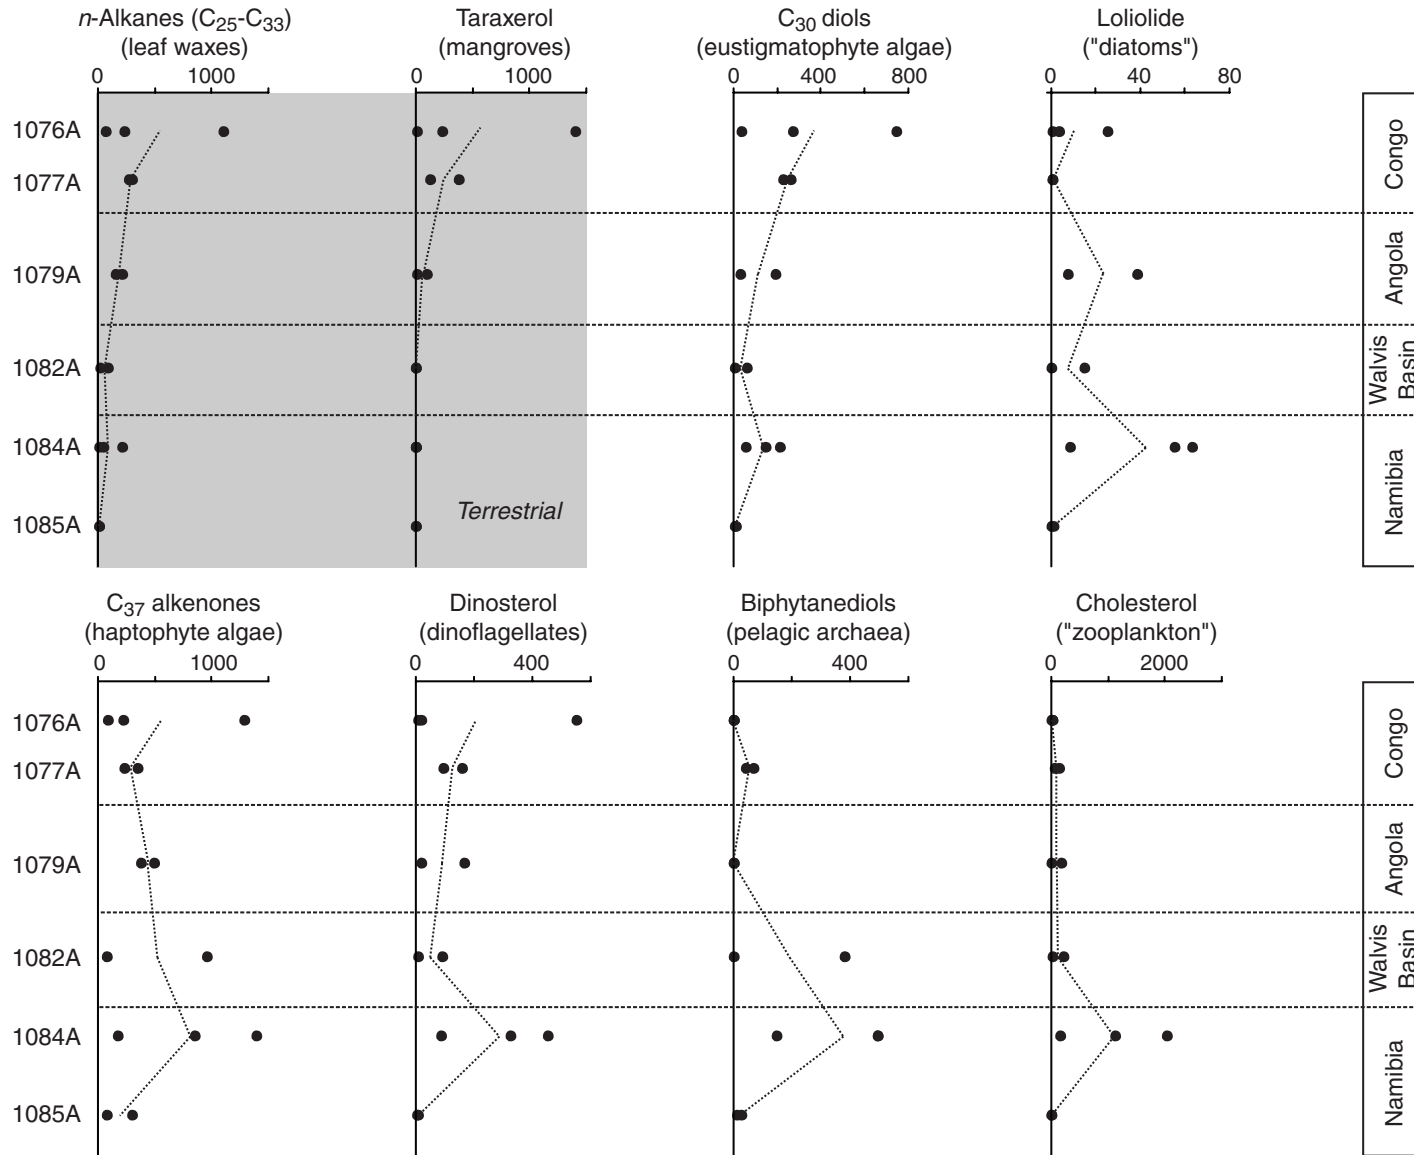 n-Alkanes (C25-C33)
(leaf waxes)
0 1000
Taraxerol
(mangroves)
0 1000
C30 diols
(eustigmatophyte algae)
0 400 800
Loliolide
("diatoms")
0 40 80
1076A
1077A
1079A
1082A
1084A
1085A
Terrestrial
Congo
Angola
Walvis
Basin
Namibia
C37 alkenones
(haptophyte algae)
0 1000
Dinosterol
(dinoflagellates)
0 400
Biphytanediols
(pelagic archaea)
0 400
Cholesterol
("zooplankton")
0 2000
1076A
1077A
1079A
1082A
1084A
1085A
Congo
Angola
Walvis
Basin
Namibia